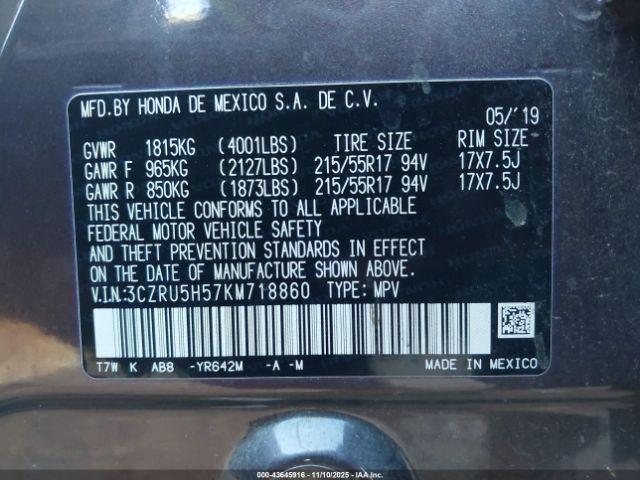 MFD.BY HONDA DE MEXICO S.A. DE C.V.
05/'19
GVWR 1815KG (4001LBS) TIRE SIZE RIM SIZE
GAWR F 965KG (2127LBS) 215/55R17 94V 17X7.5J
GAWR R 850KG (1873LBS) 215/55R17 94V 17X7.5J
THIS VEHICLE CONFORMS TO ALL APPLICABLE
FEDERAL MOTOR VEHICLE SAFETY
AND THEFT PREVENTION STANDARDS IN EFFECT
ON THE DATE OF MANUFACTURE SHOWN ABOVE.
V.I.N:3CZRU5H57KM718860 TYPE: MPV
T7W K AB8 -YR642M -A -M MADE IN MEXICO
000-43645916 - 11/10/2025 - IAAI.COM